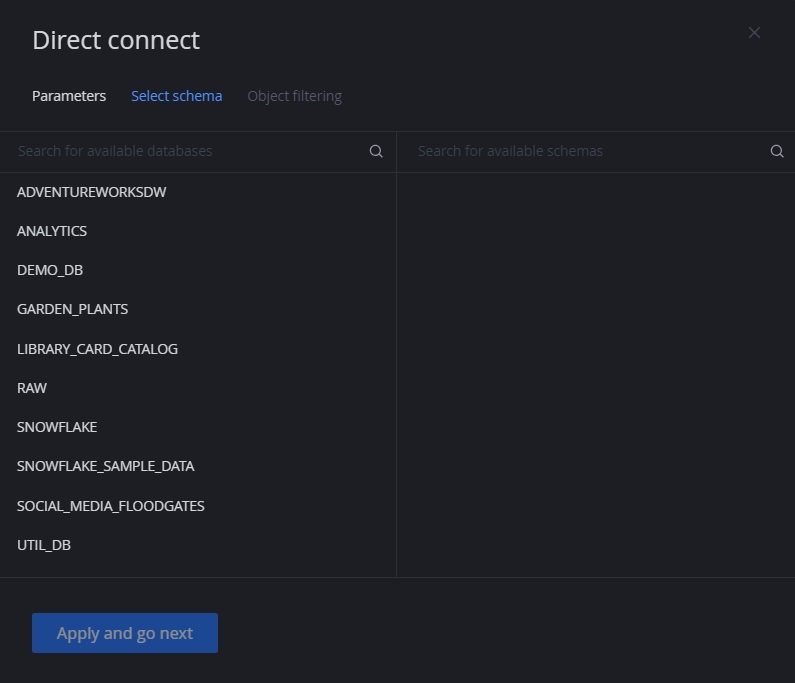 Direct connect
Parameters Select schema Object filtering
Search for available databases Search for available schemas
ADVENTUREWORKSDW
ANALYTICS
DEMO_DB
GARDEN_PLANTS
LIBRARY_CARD_CATALOG
RAW
SNOWFLAKE
SNOWFLAKE_SAMPLE_DATA
SOCIAL_MEDIA_FLOODGATES
UTIL_DB
Apply and go next